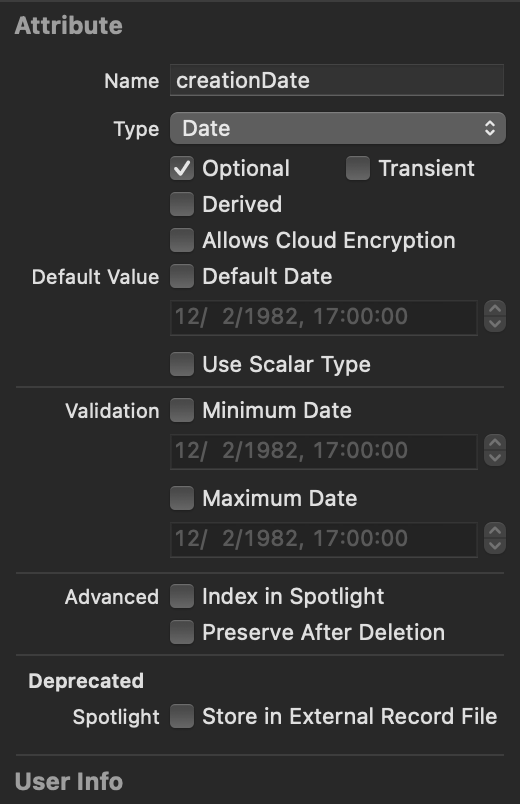 Attribute
Name creationDate
Type Date
Optional Transient
Derived
Allows Cloud Encryption
Default Value Default Date
12/ 2/1982, 17:00:00
Use Scalar Type
Validation Minimum Date
12/ 2/1982, 17:00:00
Maximum Date
12/ 2/1982, 17:00:00
Advanced Index in Spotlight
Preserve After Deletion
Deprecated
Spotlight Store in External Record File
User Info